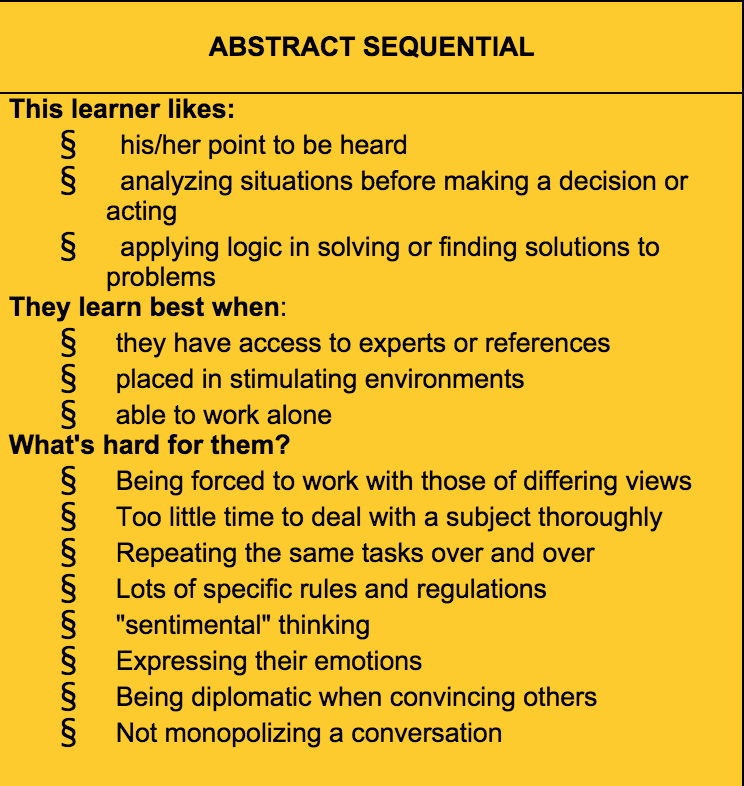 ABSTRACT SEQUENTIAL
This learner likes:
§ his/her point to be heard
§ analyzing situations before making a decision or
acting
§ applying logic in solving or finding solutions to
problems
They learn best when:
§ they have access to experts or references
§ placed in stimulating environments
§ able to work alone
What's hard for them?
§ Being forced to work with those of differing views
§ Too little time to deal with a subject thoroughly
§ Repeating the same tasks over and over
§ Lots of specific rules and regulations
§ "sentimental" thinking
§ Expressing their emotions
§ Being diplomatic when convincing others
§ Not monopolizing a conversation